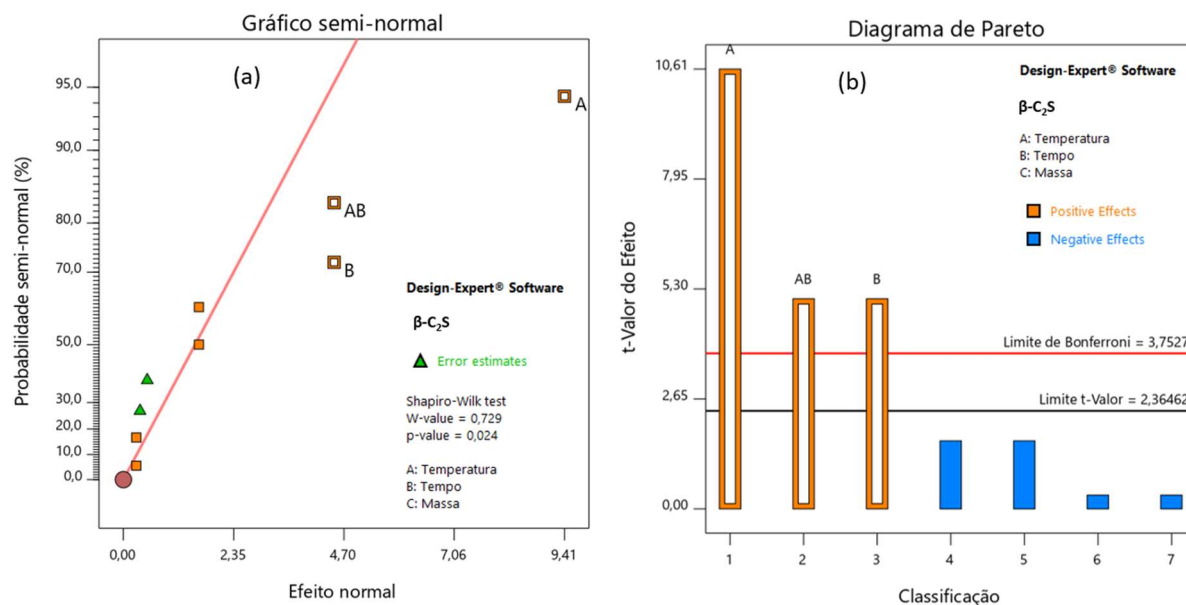 Gráfico semi-normal
(a)
Probabilidade semi-normal (%)
95,0
90,0
80,0
70,0
50,0
30,0
20,0
10,0
0,0
A
AB
B
Design-Expert® Software
β-C₂S
Error estimates
Shapiro-Wilk test
W-value = 0,729
p-value = 0,024
A: Temperatura
B: Tempo
C: Massa
0,00 2,35 4,70 7,06 9,41
Efeito normal
Diagrama de Pareto
(b)
t-Valor do Efeito
10,61
7,95
5,30
2,65
0,00
A
AB
B
Design-Expert® Software
β-C₂S
A: Temperatura
B: Tempo
C: Massa
Positive Effects
Negative Effects
Limite de Bonferroni = 3,7527
Limite t-Valor = 2,36462
1 2 3 4 5 6 7
Classificação